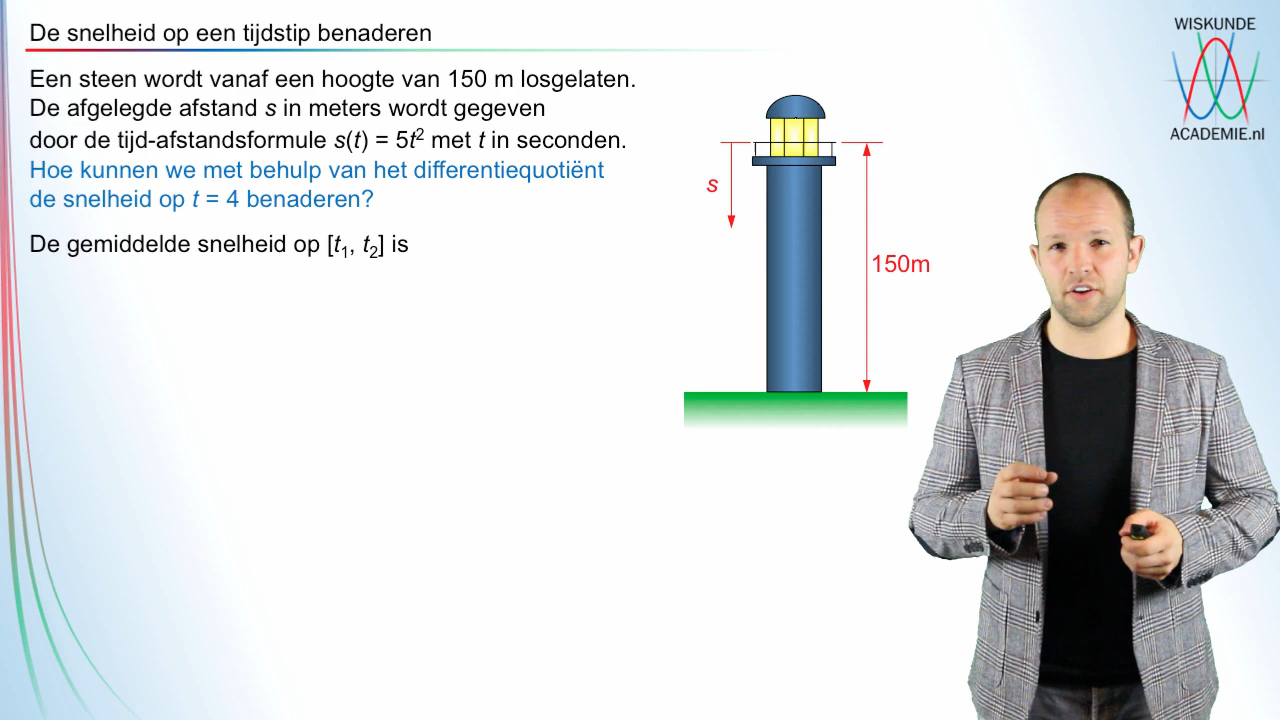 De snelheid op een tijdstip benaderen
Een steen wordt vanaf een hoogte van 150 m losgelaten.
De afgelegde afstand s in meters wordt gegeven
door de tijd-afstandsformule s(t) = 5t² met t in seconden.
Hoe kunnen we met behulp van het differentiequotiënt
de snelheid op t = 4 benaderen?
De gemiddelde snelheid op [t₁, t₂] is
s
150m
WISKUNDE
ACADEMIE.nl